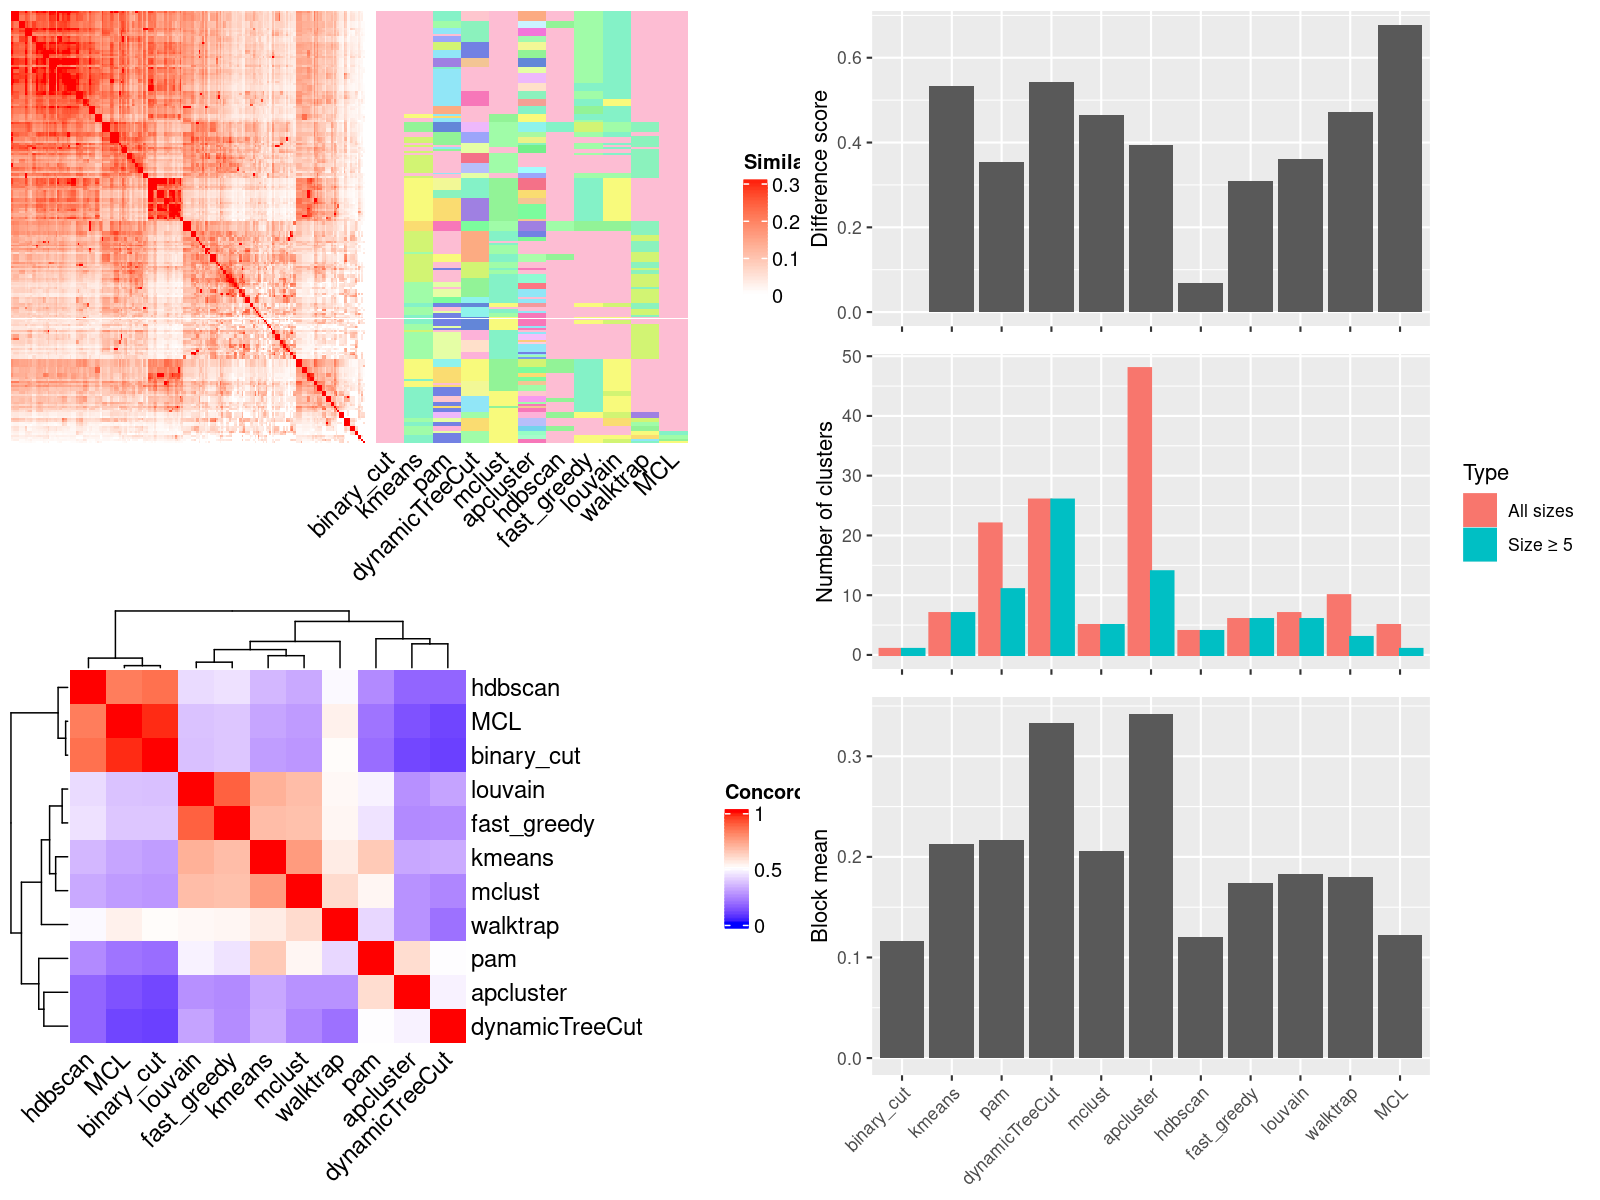 Simila
0.3
0.2
0.1
0
binary_cut
kmeans
pam
dynamicTreeCut
mclust
apcluster
hdbscan
fast_greedy
louvain
walktrap
MCL
hdbscan
MCL
binary_cut
louvain
fast_greedy
kmeans
mclust
walktrap
pam
apcluster
dynamicTreeCut
hdbscan
MCL
binary_cut
louvain
fast_greedy
kmeans
mclust
walktrap
pam
apcluster
dynamicTreeCut
Concord
1
0.5
0
Difference score
0.6
0.4
0.2
0.0
Number of clusters
50
40
30
20
10
0
Type
All sizes
Size ≥ 5
Block mean
0.3
0.2
0.1
0.0
binary_cut
kmeans
pam
dynamicTreeCut
mclust
apcluster
hdbscan
fast_greedy
louvain
walktrap
MCL